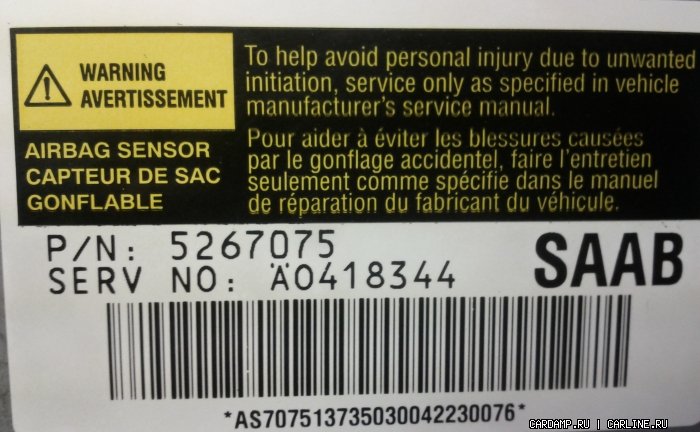 WARNING
AVERTISSEMENT
AIRBAG SENSOR
CAPTEUR DE SAC
GONFLABLE
To help avoid personal injury due to unwanted
initiation, service only as specified in vehicle
manufacturer's service manual.
Pour aider à éviter les blessures causées
par le gonflage accidentel, faire l'entretien
seulement comme spécifié dans le manuel
de réparation du fabricant du véhicule.
P/N: 5267075
SERV NO: ÄO418344
SAAB
*AS707513735030042230076*
CARDAMP.RU | CARLINE.RU